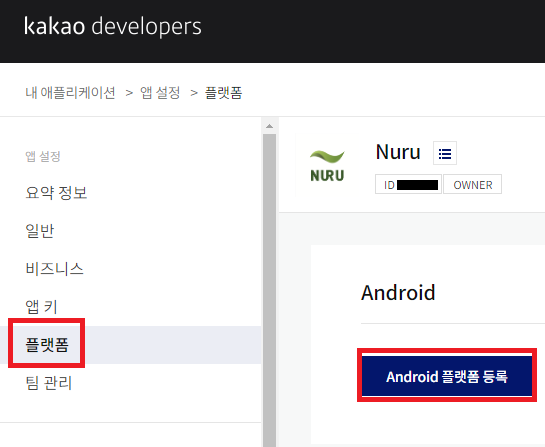 kakao developers
내 애플리케이션 > 앱 설정 > 플랫폼
앱 설정
요약 정보
일반
비즈니스
앱 키
플랫폼
팀 관리
NURU
Nuru
ID
OWNER
Android
Android 플랫폼 등록